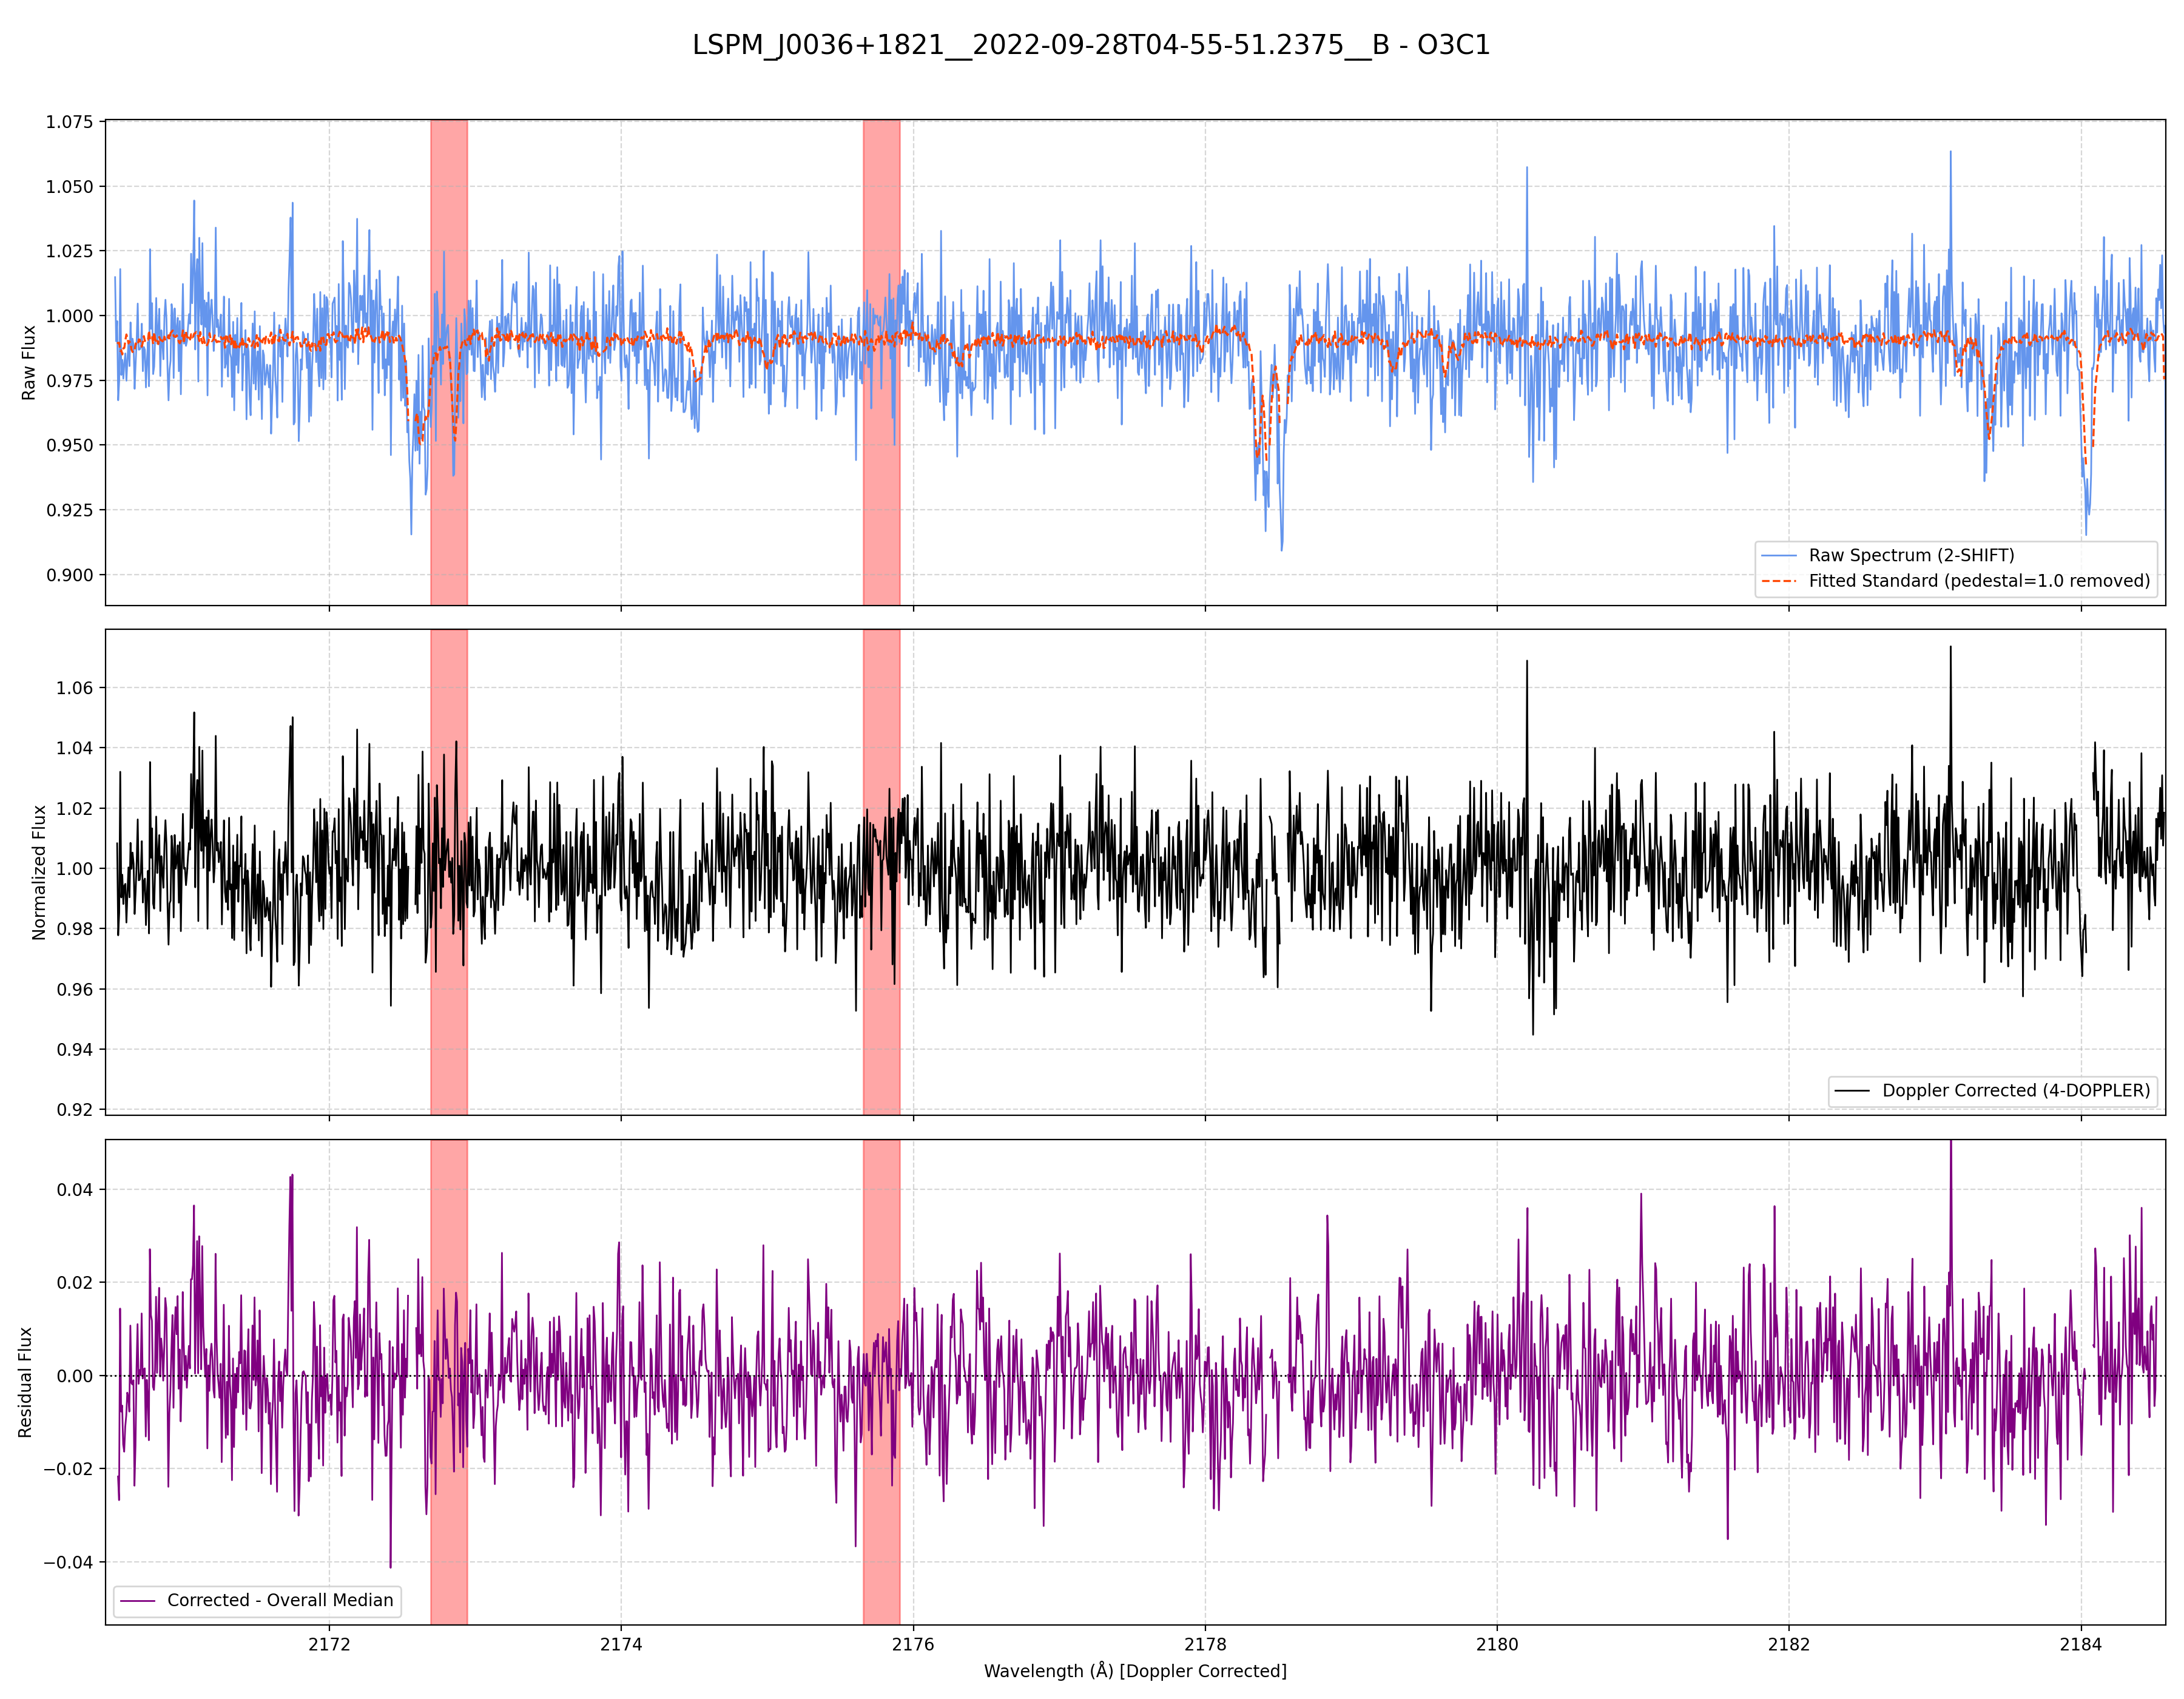 LSPM_J0036+1821__2022-09-28T04-55-51.2375__B - O3C1
1.075
1.050
1.025
1.000
0.975
0.950
0.925
0.900
Raw Flux
Raw Spectrum (2-SHIFT)
Fitted Standard (pedestal=1.0 removed)
1.06
1.04
1.02
1.00
0.98
0.96
0.94
0.92
Normalized Flux
Doppler Corrected (4-DOPPLER)
0.04
0.02
0.00
−0.02
−0.04
Residual Flux
Corrected - Overall Median
2172 2174 2176 2178 2180 2182 2184
Wavelength (Å) [Doppler Corrected]